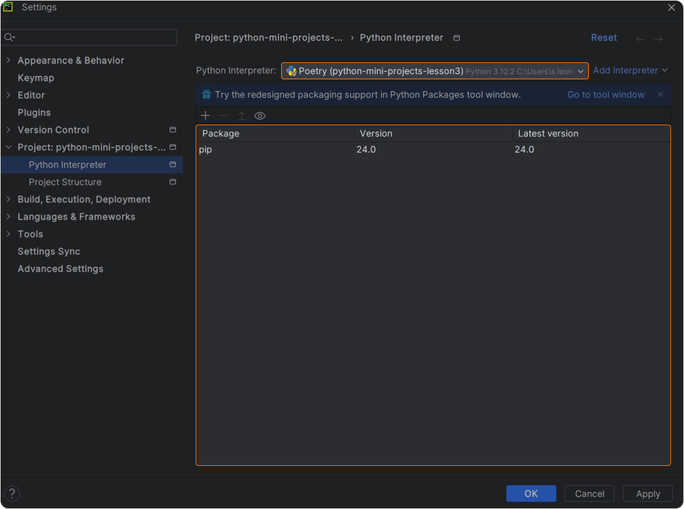 Settings
Project: python-mini-projects-... › Python Interpreter
Reset
Appearance & Behavior
Keymap
Editor
Plugins
Version Control
Project: python-mini-projects-...
Python Interpreter
Project Structure
Build, Execution, Deployment
Languages & Frameworks
Tools
Settings Sync
Advanced Settings
Python Interpreter: Poetry (python-mini-projects-lesson3) Python 3.12.2 C:\Users\s.leon Add Interpreter
Try the redesigned packaging support in Python Packages tool window. Go to tool window
Package Version Latest version
pip 24.0 24.0
? OK Cancel Apply